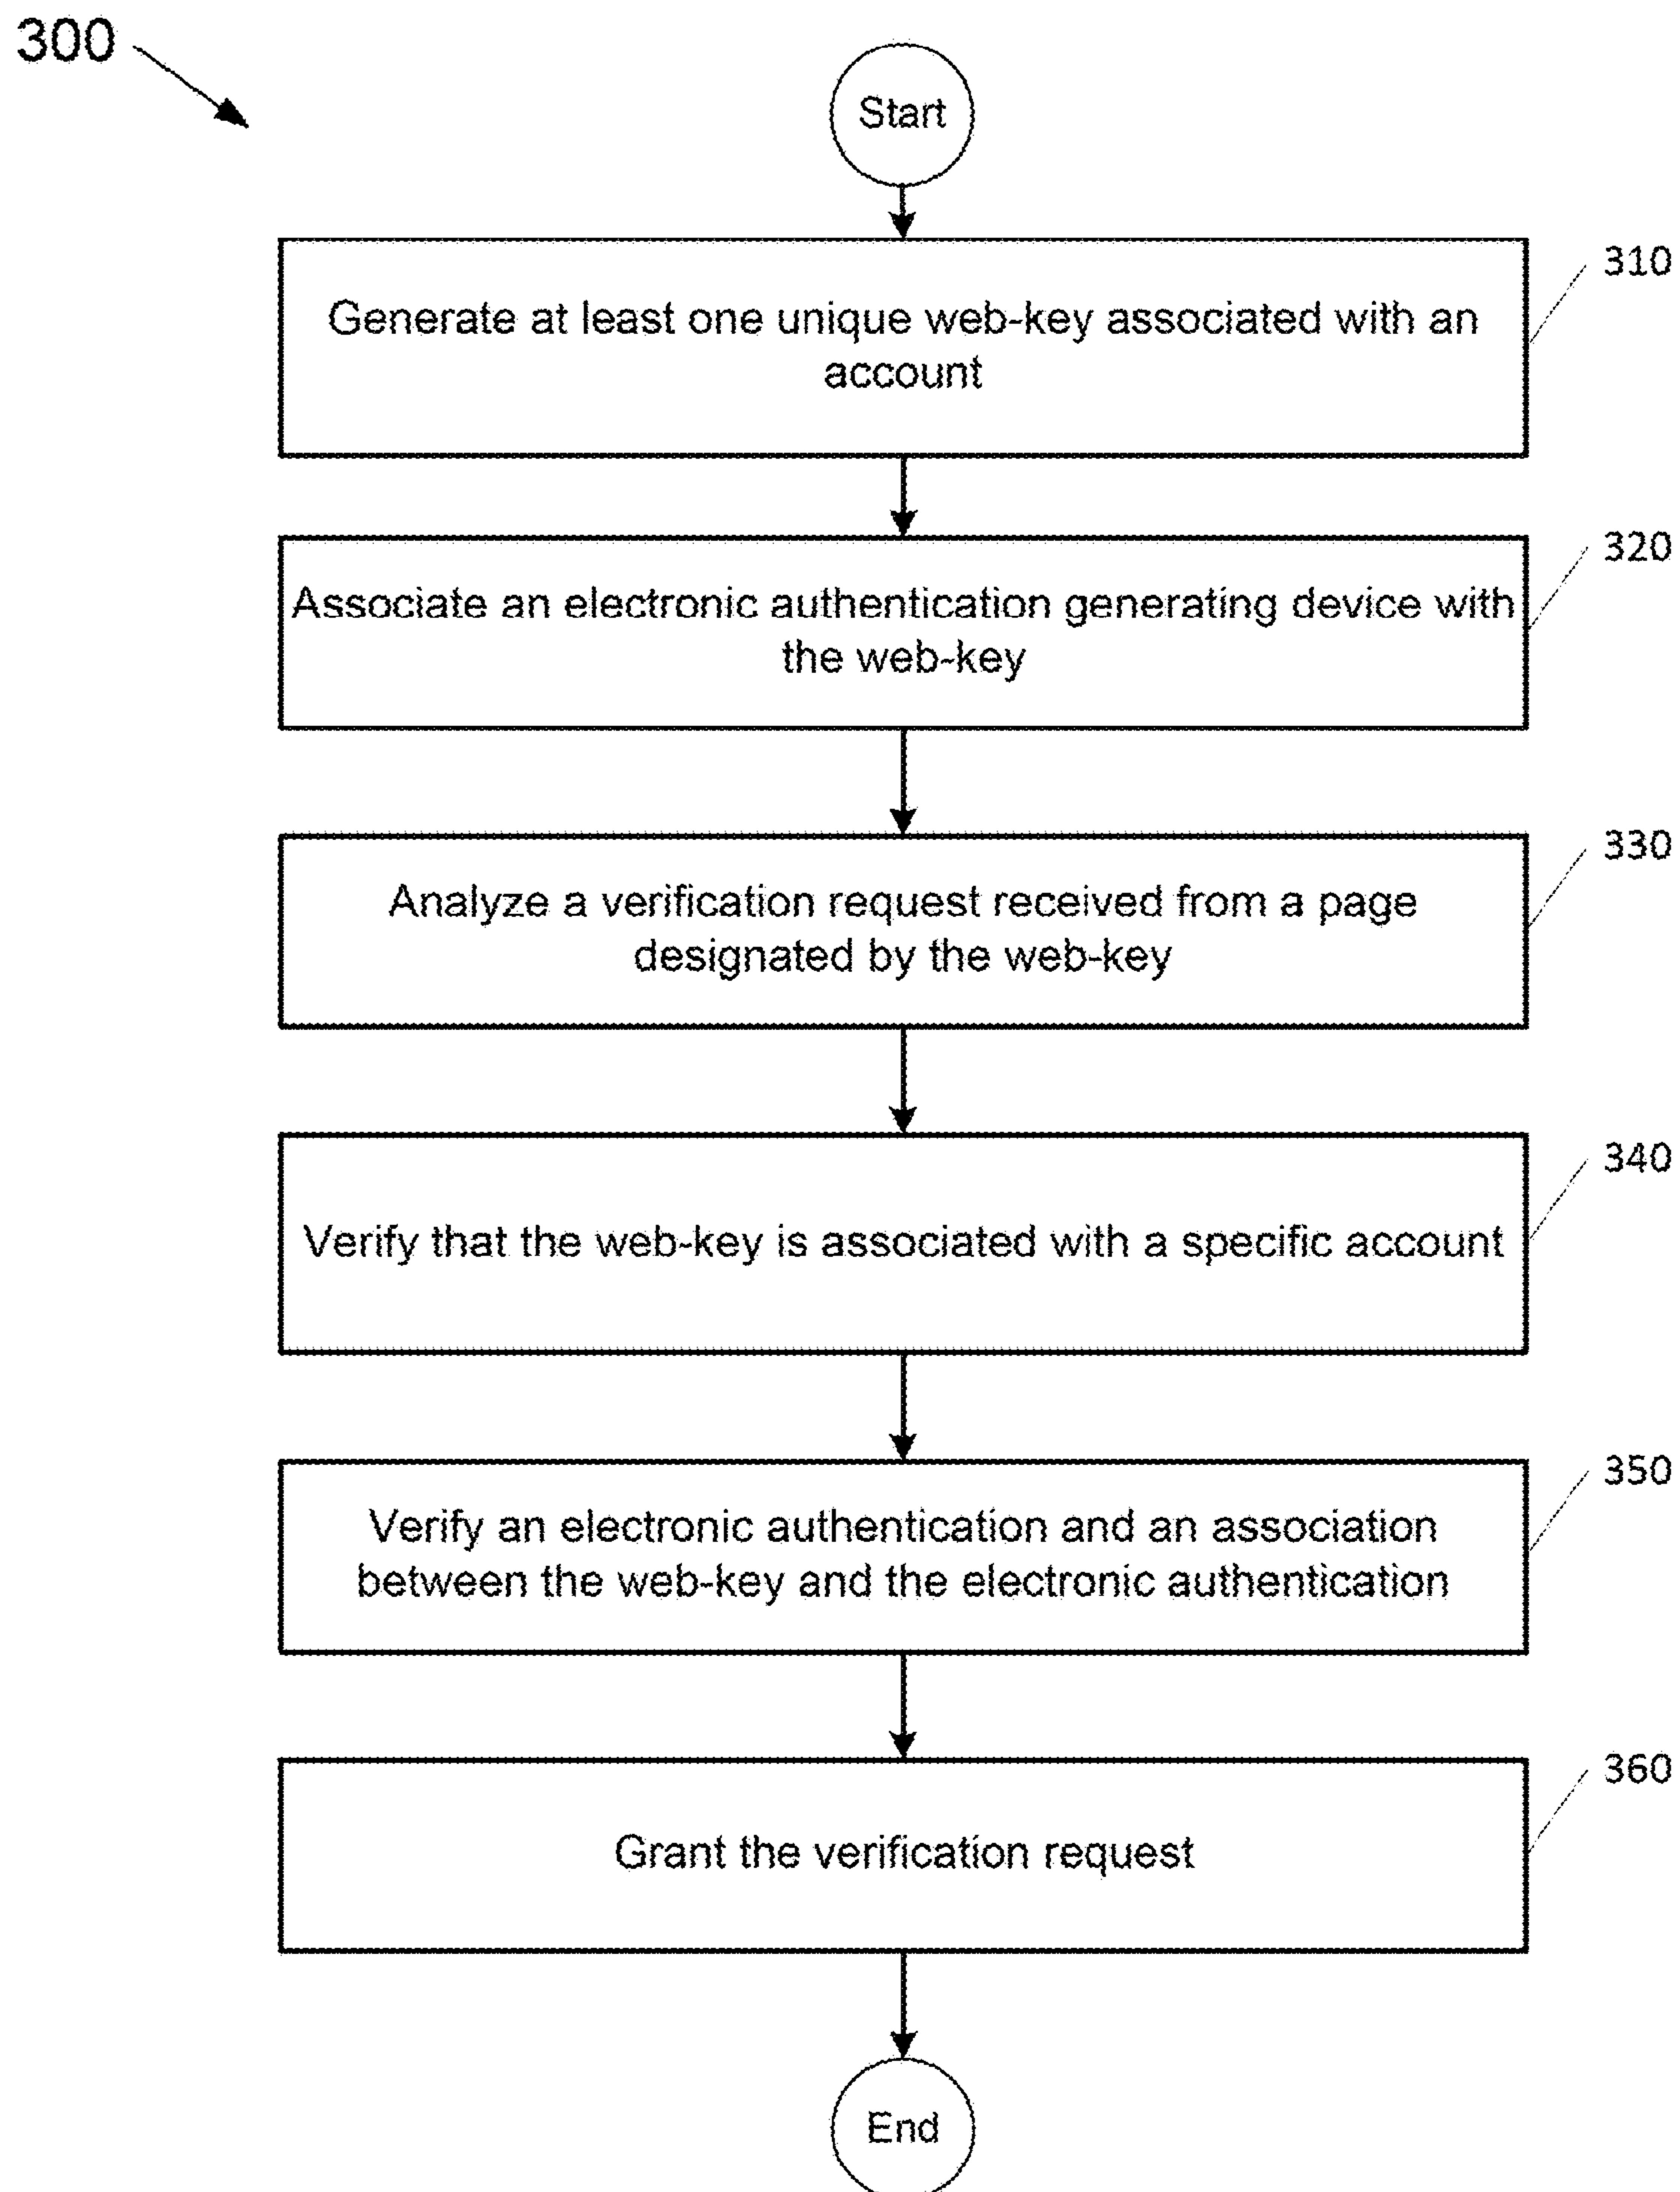 300
Start
310
Generate at least one unique web-key associated with an
account
320
Associate an electronic authentication generating device with
the web-key
330
Analyze a verification request received from a page
designated by the web-key
340
Verify that the web-key is associated with a specific account
350
Verify an electronic authentication and an association
between the web-key and the electronic authentication
360
Grant the verification request
End